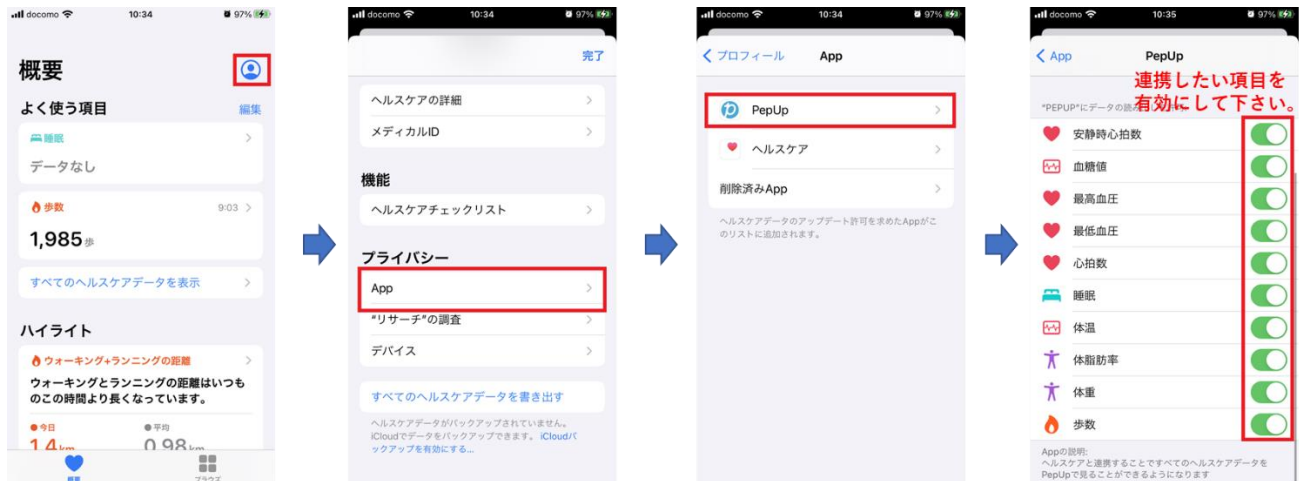 docomo 10:34 97%
概要
よく使う項目 編集
睡眠
データなし
歩数 9:03
1,985歩
すべてのヘルスケアデータを表示
ハイライト
ウォーキング+ランニングの距離
ウォーキングとランニングの距離はいつも
のこの時間より長くなっています。
今日 平均
1.4km 0.98km
概要 ブラウズ
docomo 10:34 97%
完了
ヘルスケアの詳細
メディカルID
機能
ヘルスケアチェックリスト
プライバシー
App
“リサーチ”の調査
デバイス
すべてのヘルスケアデータを書き出す
ヘルスケアデータがバックアップされていません。
iCloudでデータをバックアップできます。 iCloudバ
ックアップを有効にする...
docomo 10:34 97%
プロフィール App
PepUp
ヘルスケア
削除済みApp
ヘルスケアデータのアップデート許可を求めたAppがこ
のリストに追加されます。
docomo 10:35 97%
App PepUp
連携したい項目を
有効にして下さい。
"PEPUP"にデータの読
安静時心拍数
血糖値
最高血圧
最低血圧
心拍数
睡眠
体温
体脂肪率
体重
歩数
Appの説明:
ヘルスケアと連携することですべてのヘルスケアデータを
PepUpで見ることができるようになります